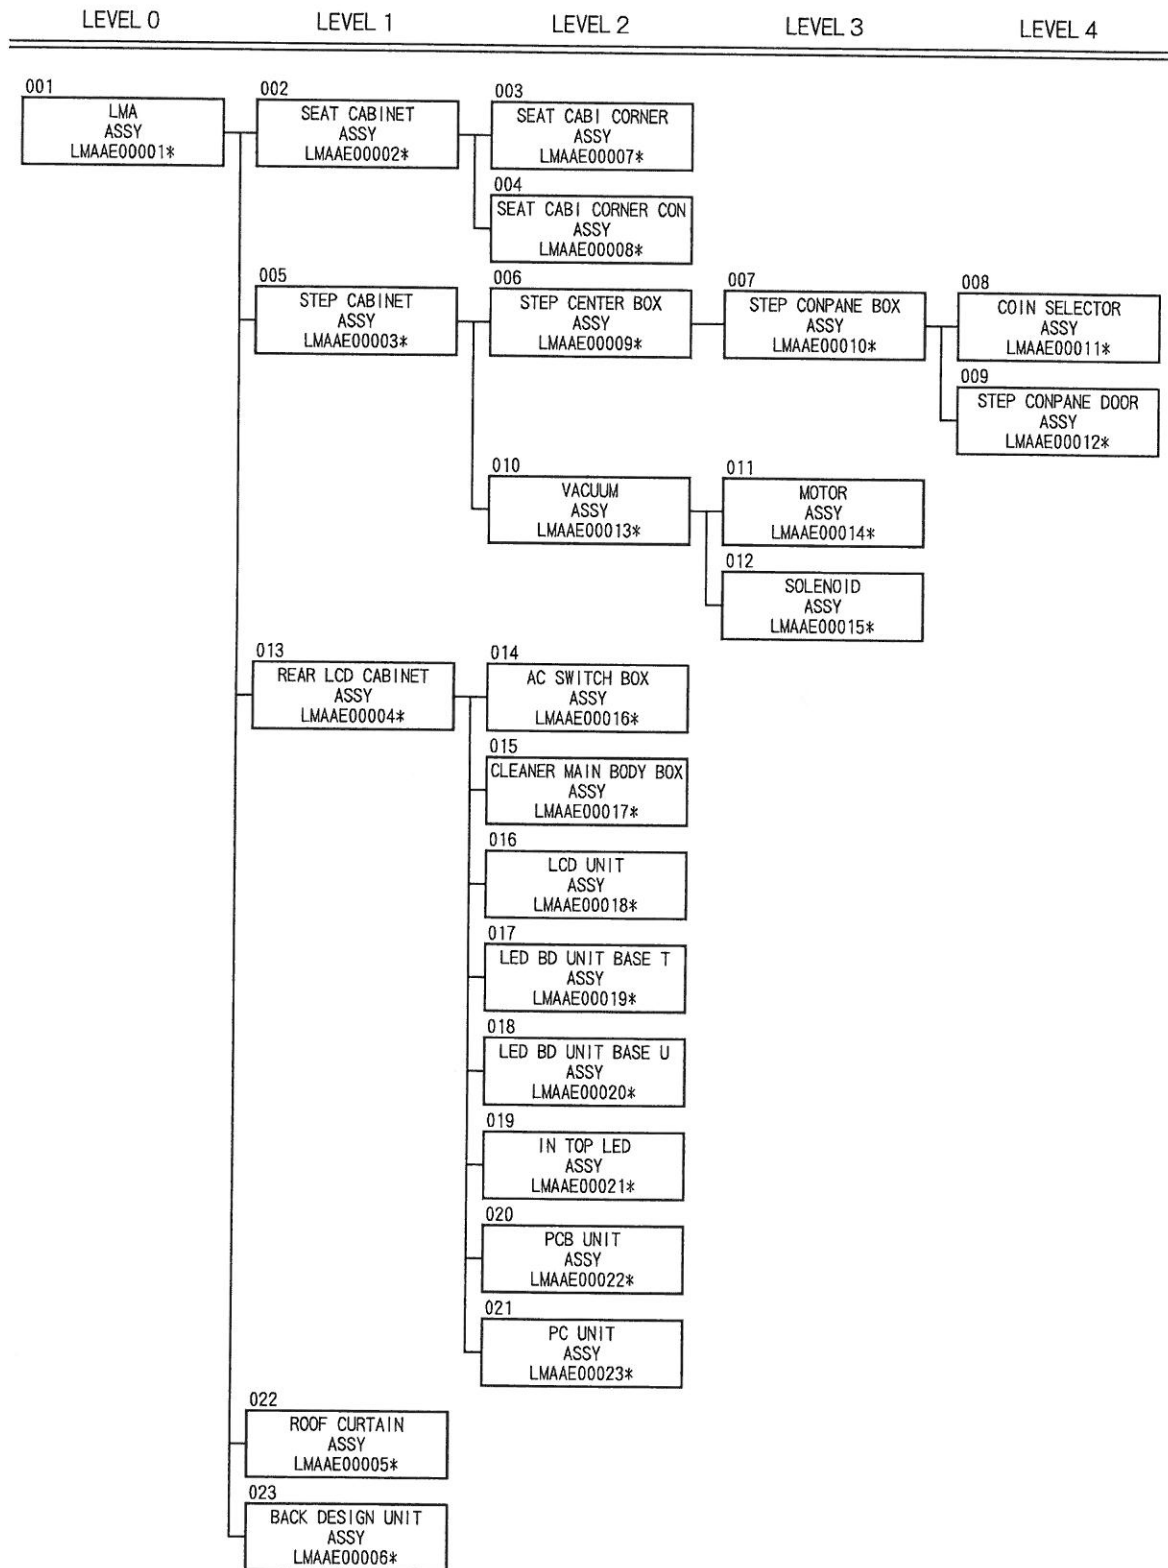 LEVEL 0 LEVEL 1 LEVEL 2 LEVEL 3 LEVEL 4
001
LMA
ASSY
LMAAE00001*
002
SEAT CABINET
ASSY
LMAAE00002*
003
SEAT CABI CORNER
ASSY
LMAAE00007*
004
SEAT CABI CORNER CON
ASSY
LMAAE00008*
005
STEP CABINET
ASSY
LMAAE00003*
006
STEP CENTER BOX
ASSY
LMAAE00009*
007
STEP CONPANE BOX
ASSY
LMAAE00010*
008
COIN SELECTOR
ASSY
LMAAE00011*
009
STEP CONPANE DOOR
ASSY
LMAAE00012*
010
VACUUM
ASSY
LMAAE00013*
011
MOTOR
ASSY
LMAAE00014*
012
SOLENOID
ASSY
LMAAE00015*
013
REAR LCD CABINET
ASSY
LMAAE00004*
014
AC SWITCH BOX
ASSY
LMAAE00016*
015
CLEANER MAIN BODY BOX
ASSY
LMAAE00017*
016
LCD UNIT
ASSY
LMAAE00018*
017
LED BD UNIT BASE T
ASSY
LMAAE00019*
018
LED BD UNIT BASE U
ASSY
LMAAE00020*
019
IN TOP LED
ASSY
LMAAE00021*
020
PCB UNIT
ASSY
LMAAE00022*
021
PC UNIT
ASSY
LMAAE00023*
022
ROOF CURTAIN
ASSY
LMAAE00005*
023
BACK DESIGN UNIT
ASSY
LMAAE00006*